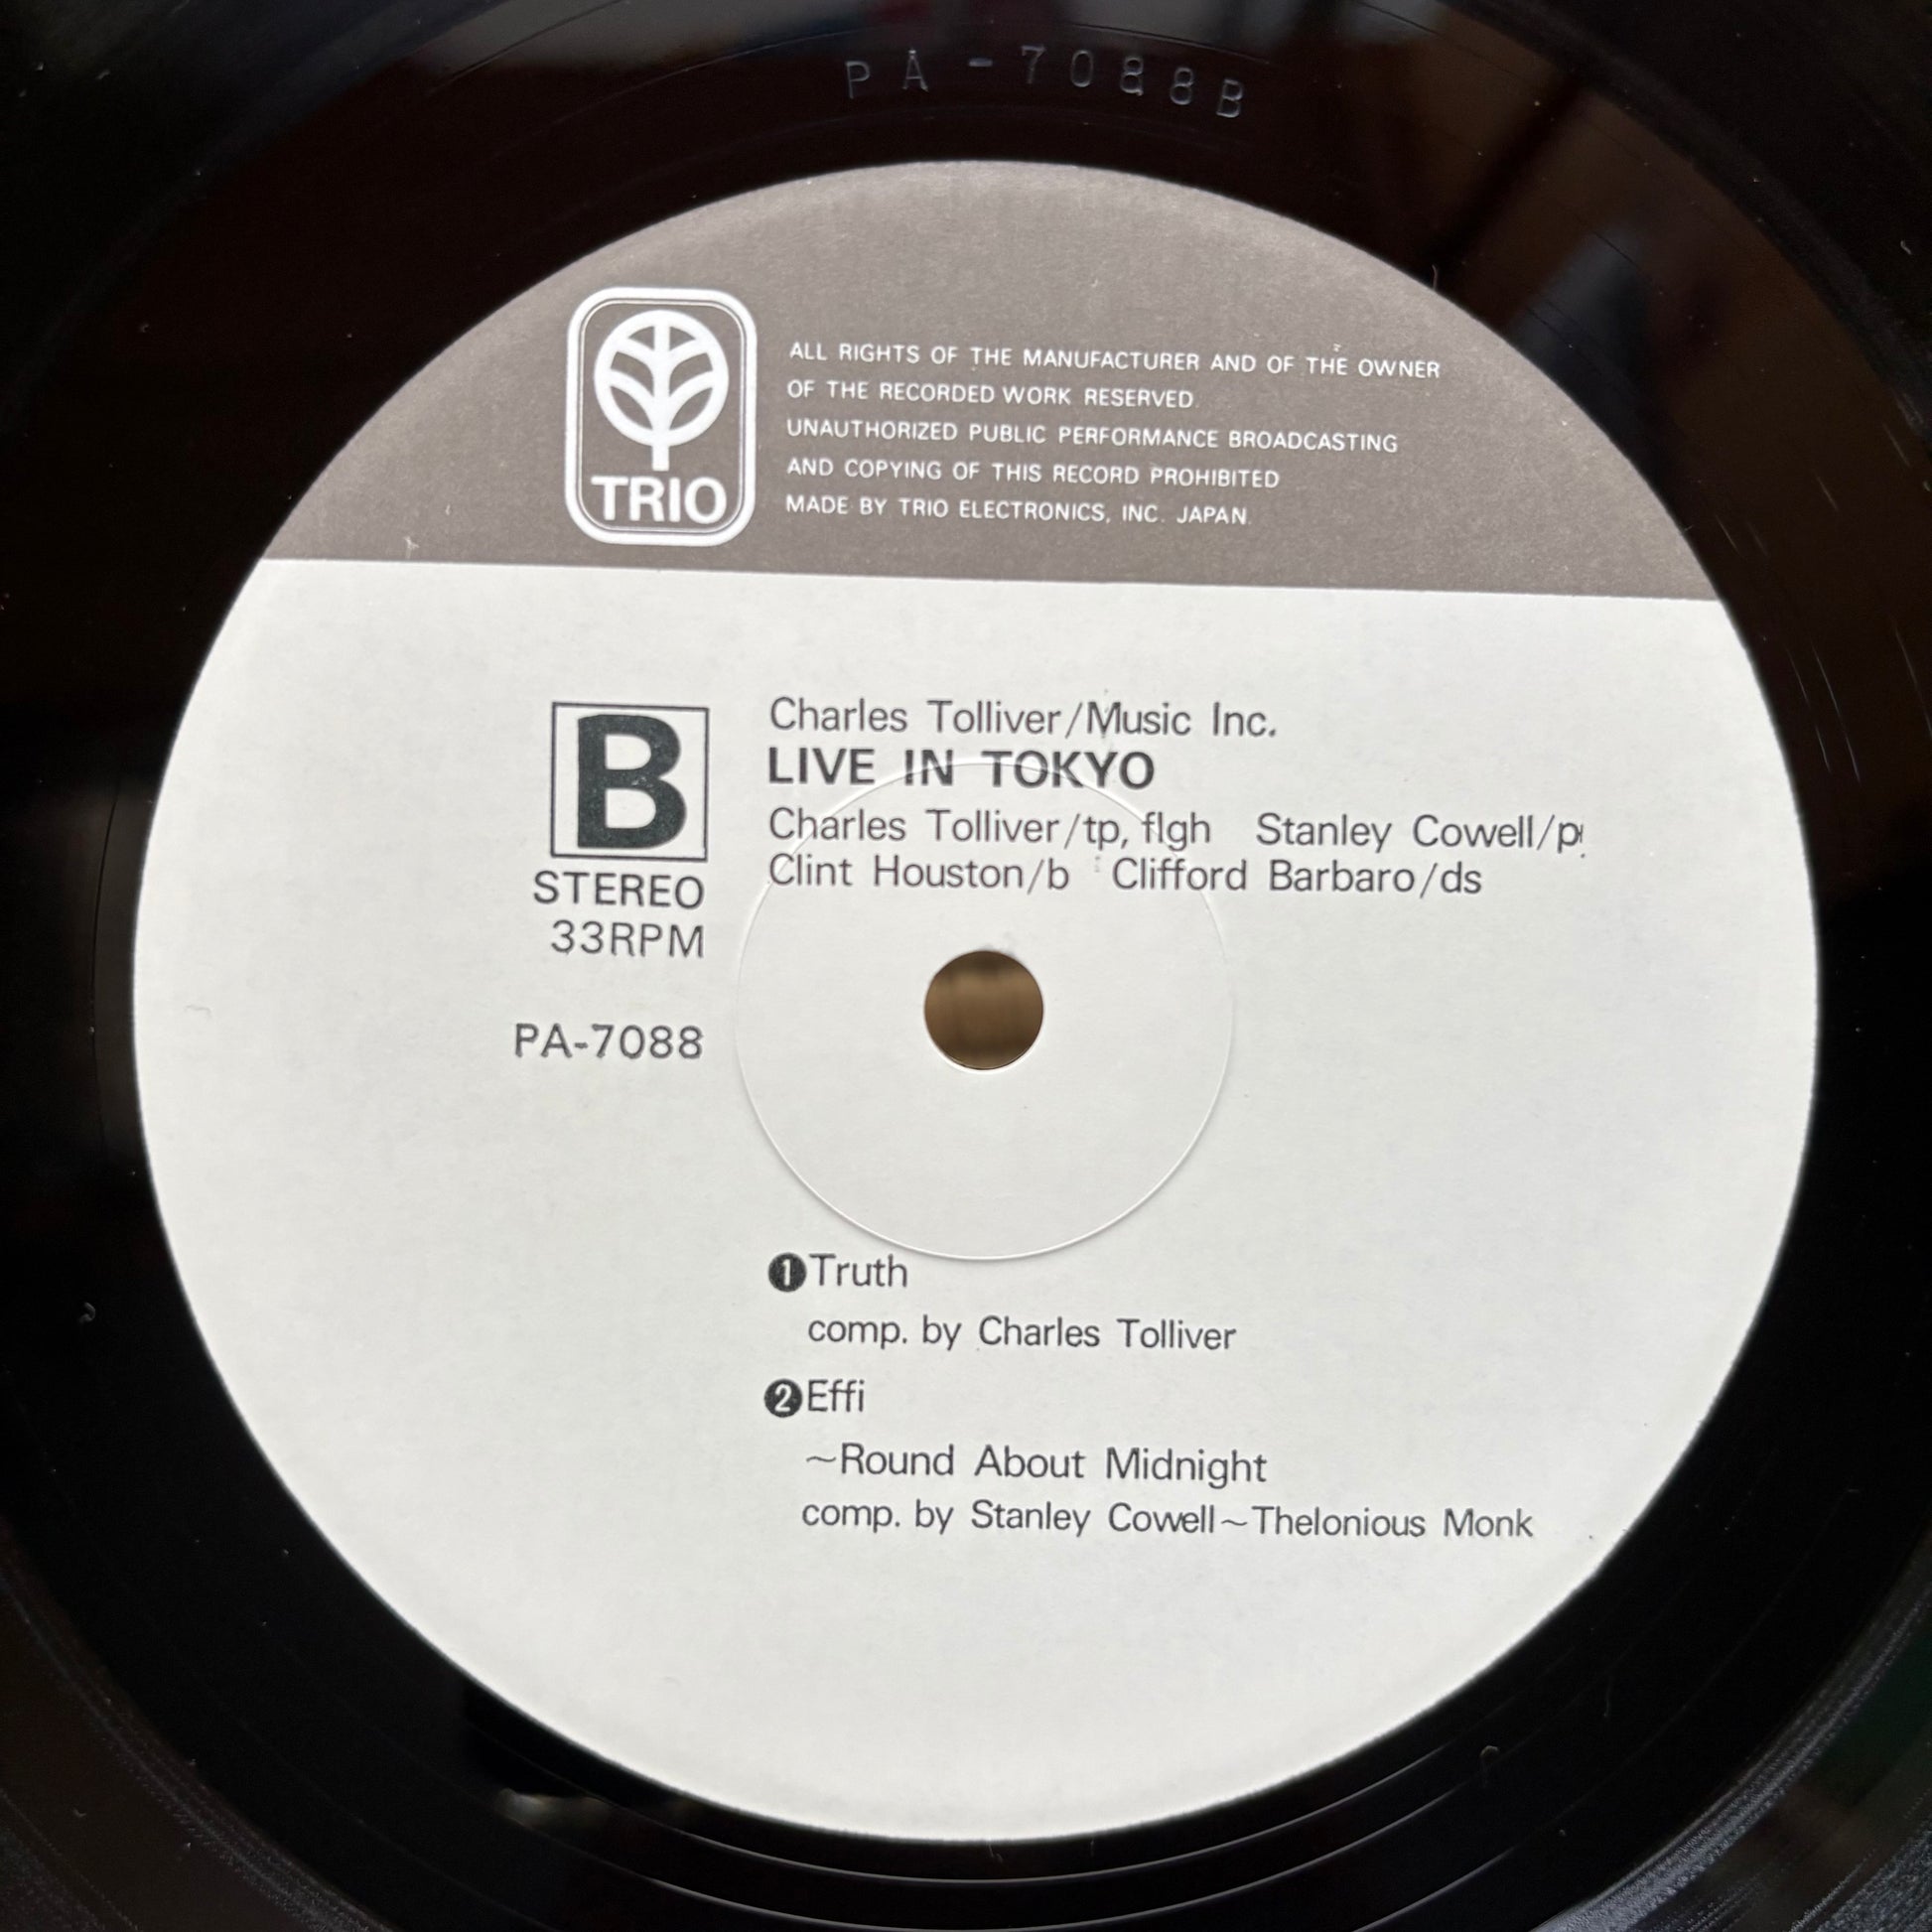 PA-7088B
TRIO
ALL RIGHTS OF THE MANUFACTURER AND OF THE OWNER
OF THE RECORDED WORK RESERVED.
UNAUTHORIZED PUBLIC PERFORMANCE BROADCASTING
AND COPYING OF THIS RECORD PROHIBITED
MADE BY TRIO ELECTRONICS, INC. JAPAN.
B
STEREO
33RPM
PA-7088
Charles Tolliver/Music Inc.
LIVE IN TOKYO
Charles Tolliver/tp, flgh Stanley Cowell/p
Clint Houston/b Clifford Barbaro/ds
❶Truth
comp. by Charles Tolliver
❷Effi
~Round About Midnight
comp. by Stanley Cowell~Thelonious Monk